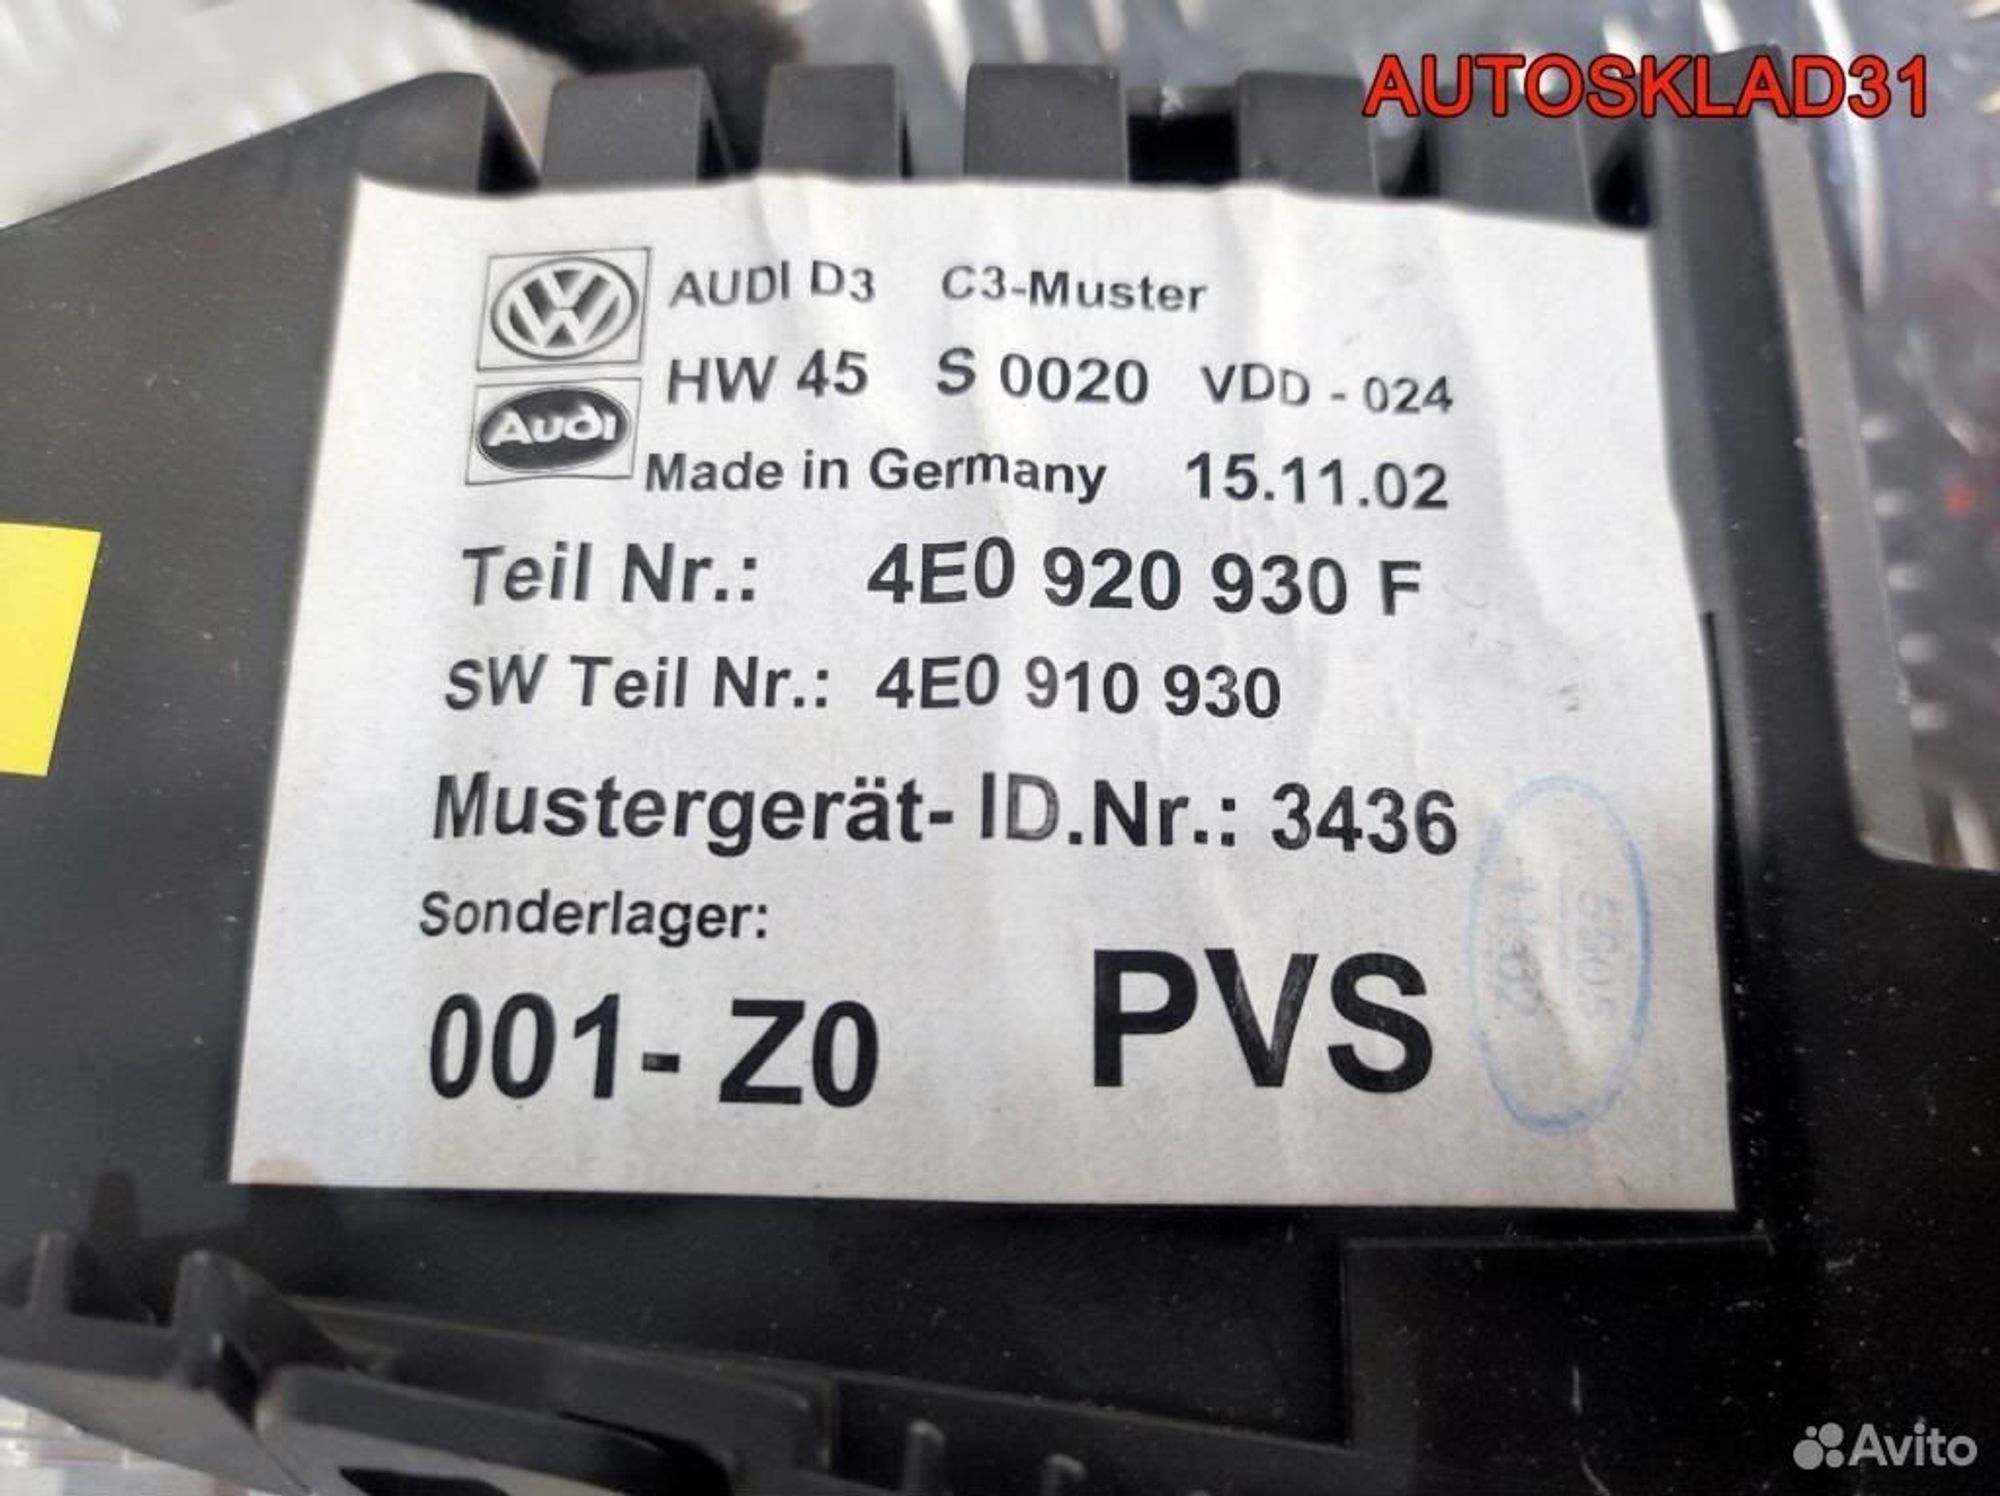 AUTOSKLAD31
AUDI D3 C3-Muster
HW 45 S 0020 VDD - 024
Audi
Made in Germany 15.11.02
Teil Nr.: 4E0 920 930 F
SW Teil Nr.: 4E0 910 930
Mustergerät- ID.Nr.: 3436
Sonderlager:
001- Z0 PVS
Avito